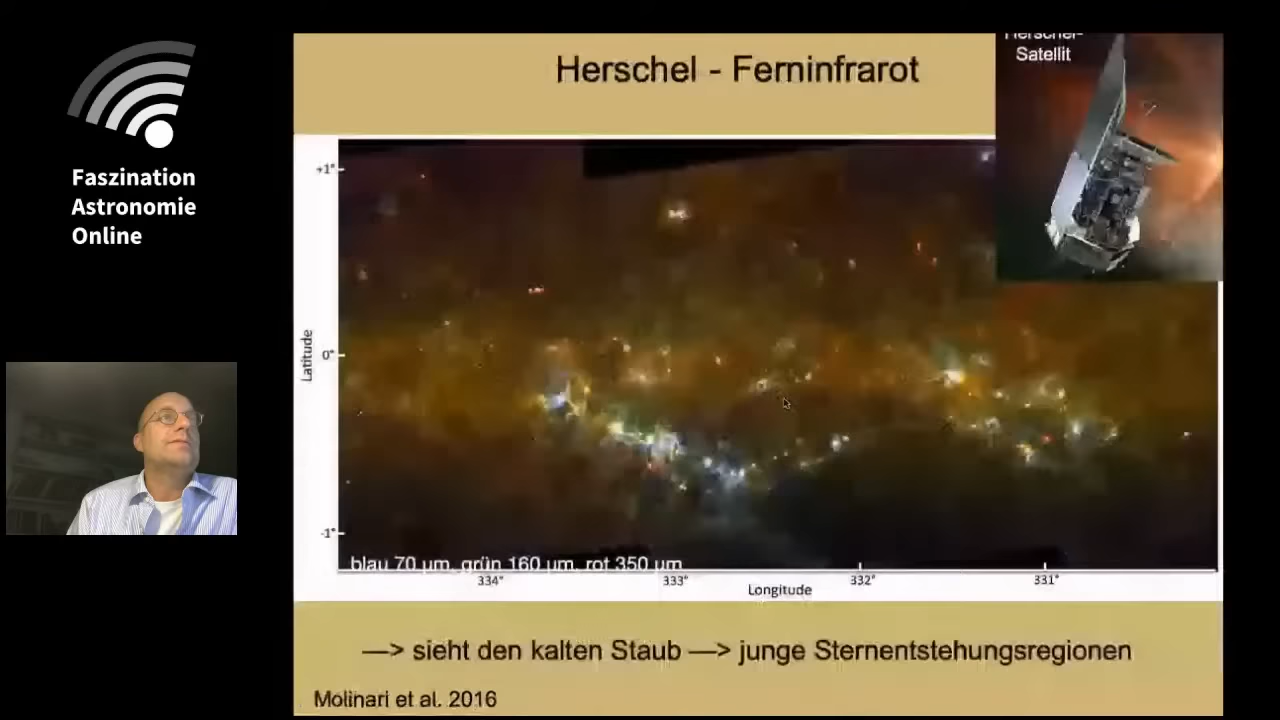 Faszination
Astronomie
Online
Herschel - Ferninfrarot
Herschel-
Satellit
+1°
0°
-1°
Latitude
blau 70 µm, grün 160 µm, rot 350 µm
334°
333°
332°
331°
Longitude
—> sieht den kalten Staub —> junge Sternentstehungsregionen
Molinari et al. 2016